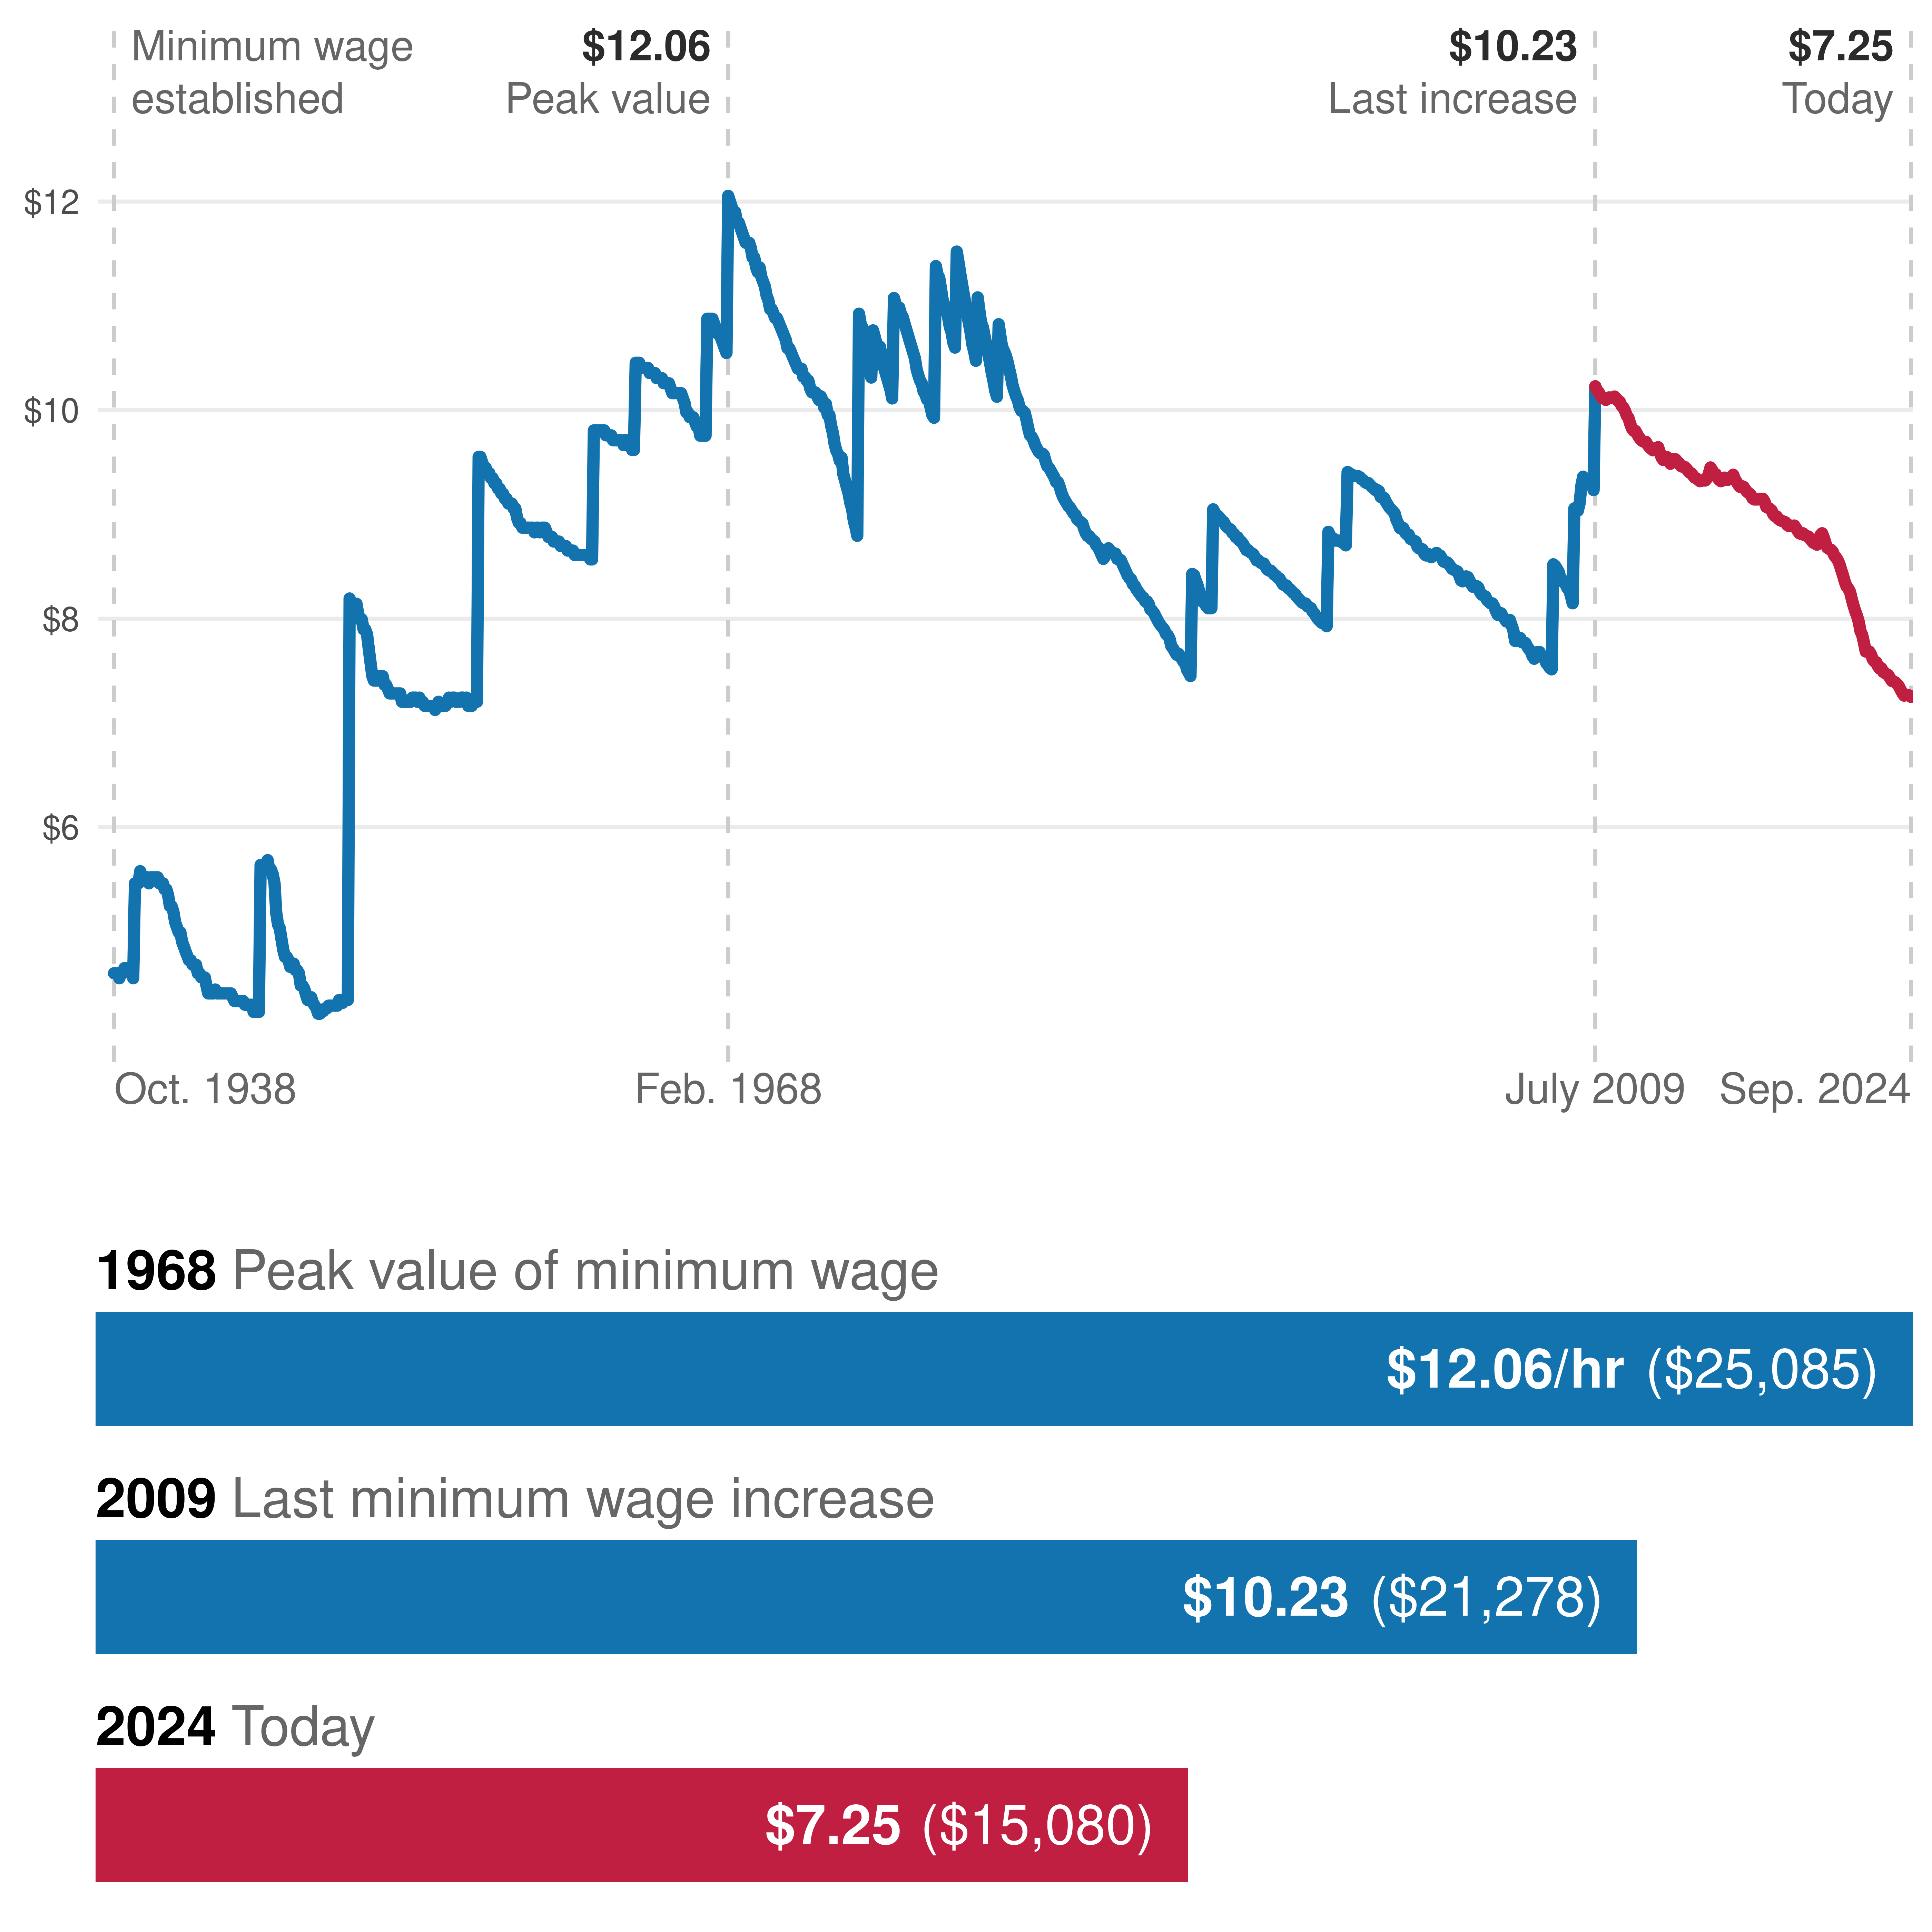 Minimum wage
established
$12.06
Peak value
$10.23
Last increase
$7.25
Today
$12
$10
$8
$6
Oct. 1938
Feb. 1968
July 2009
Sep. 2024
1968 Peak value of minimum wage
$12.06/hr ($25,085)
2009 Last minimum wage increase
$10.23 ($21,278)
2024 Today
$7.25 ($15,080)